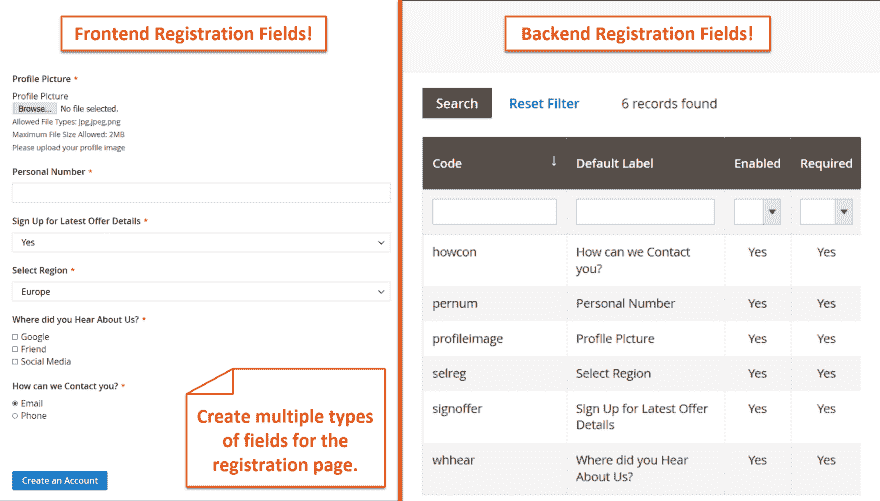 Frontend Registration Fields!
Profile Picture *
Profile Picture
Browse... No file selected.
Allowed File Types: jpg,jpeg,png
Maximum File Size Allowed: 2MB
Please upload your profile image
Personal Number *
Sign Up for Latest Offer Details *
Yes
Select Region *
Europe
Where did you Hear About Us? *
Google
Friend
Social Media
How can we Contact you? *
Email
Phone
Create an Account
Create multiple types
of fields for the
registration page.
Backend Registration Fields!
Search Reset Filter 6 records found
Code ↓ Default Label Enabled Required
howcon How can we Contact Yes Yes
you?
pernum Personal Number Yes Yes
profileimage Profile Picture Yes Yes
selreg Select Region Yes Yes
signoffer Sign Up for Latest Offer Yes Yes
Details
whhear Where did you Hear Yes Yes
About Us?